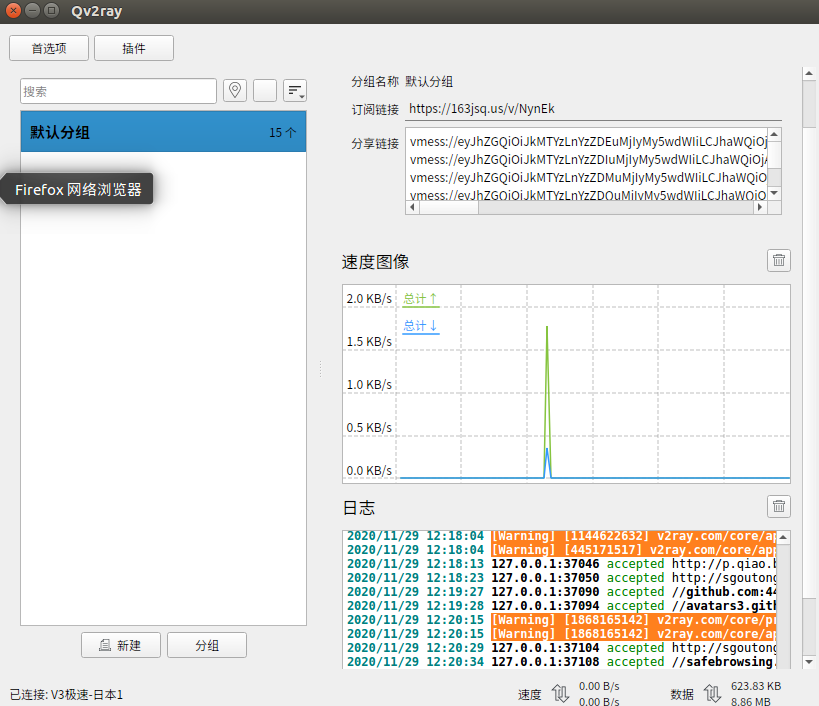 Qv2ray
首选项
插件
搜索
默认分组
15 个
Firefox 网络浏览器
新建
分组
分组名称 默认分组
订阅链接 https://163jsq.us/v/NynEk
分享链接
vmess://eyJhZGQiOiJkMTYzLnYzZDEuMjIyMy5wdWIiLCJhaWQiOj
vmess://eyJhZGQiOiJkMTYzLnYzZDIuMjIyMy5wdWIiLCJhaWQiOjA
vmess://eyJhZGQiOiJkMTYzLnYzZDMuMjIyMy5wdWIiLCJhaWQiO
vmess://eyJhZGQiOiJkMTYzLnYzZDQuMjIyMy5wdWIiLCJhaWQiO
速度图像
2.0 KB/s
1.5 KB/s
1.0 KB/s
0.5 KB/s
0.0 KB/s
总计↑
总计↓
日志
2020/11/29 12:18:04 [Warning] [1144622632] v2ray.com/core/app
2020/11/29 12:18:04 [Warning] [445171517] v2ray.com/core/app
2020/11/29 12:18:13 127.0.0.1:37046 accepted http://p.qiao.b
2020/11/29 12:18:23 127.0.0.1:37050 accepted http://sgoutong
2020/11/29 12:19:27 127.0.0.1:37090 accepted //github.com:44
2020/11/29 12:19:28 127.0.0.1:37094 accepted //avatars3.gith
2020/11/29 12:20:15 [Warning] [1868165142] v2ray.com/core/pr
2020/11/29 12:20:15 [Warning] [1868165142] v2ray.com/core/ap
2020/11/29 12:20:29 127.0.0.1:37104 accepted http://sgoutong
2020/11/29 12:20:34 127.0.0.1:37108 accepted //safebrowsing.
已连接: V3极速-日本1
速度
0.00 B/s
0.00 B/s
数据
623.83 KB
8.86 MB